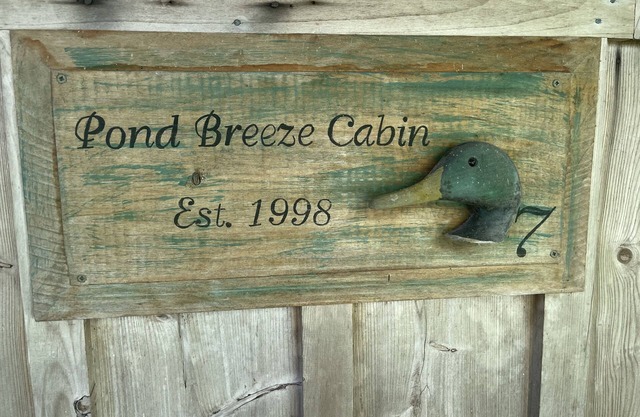 Pond Breeze Cabin
Est. 1998
7